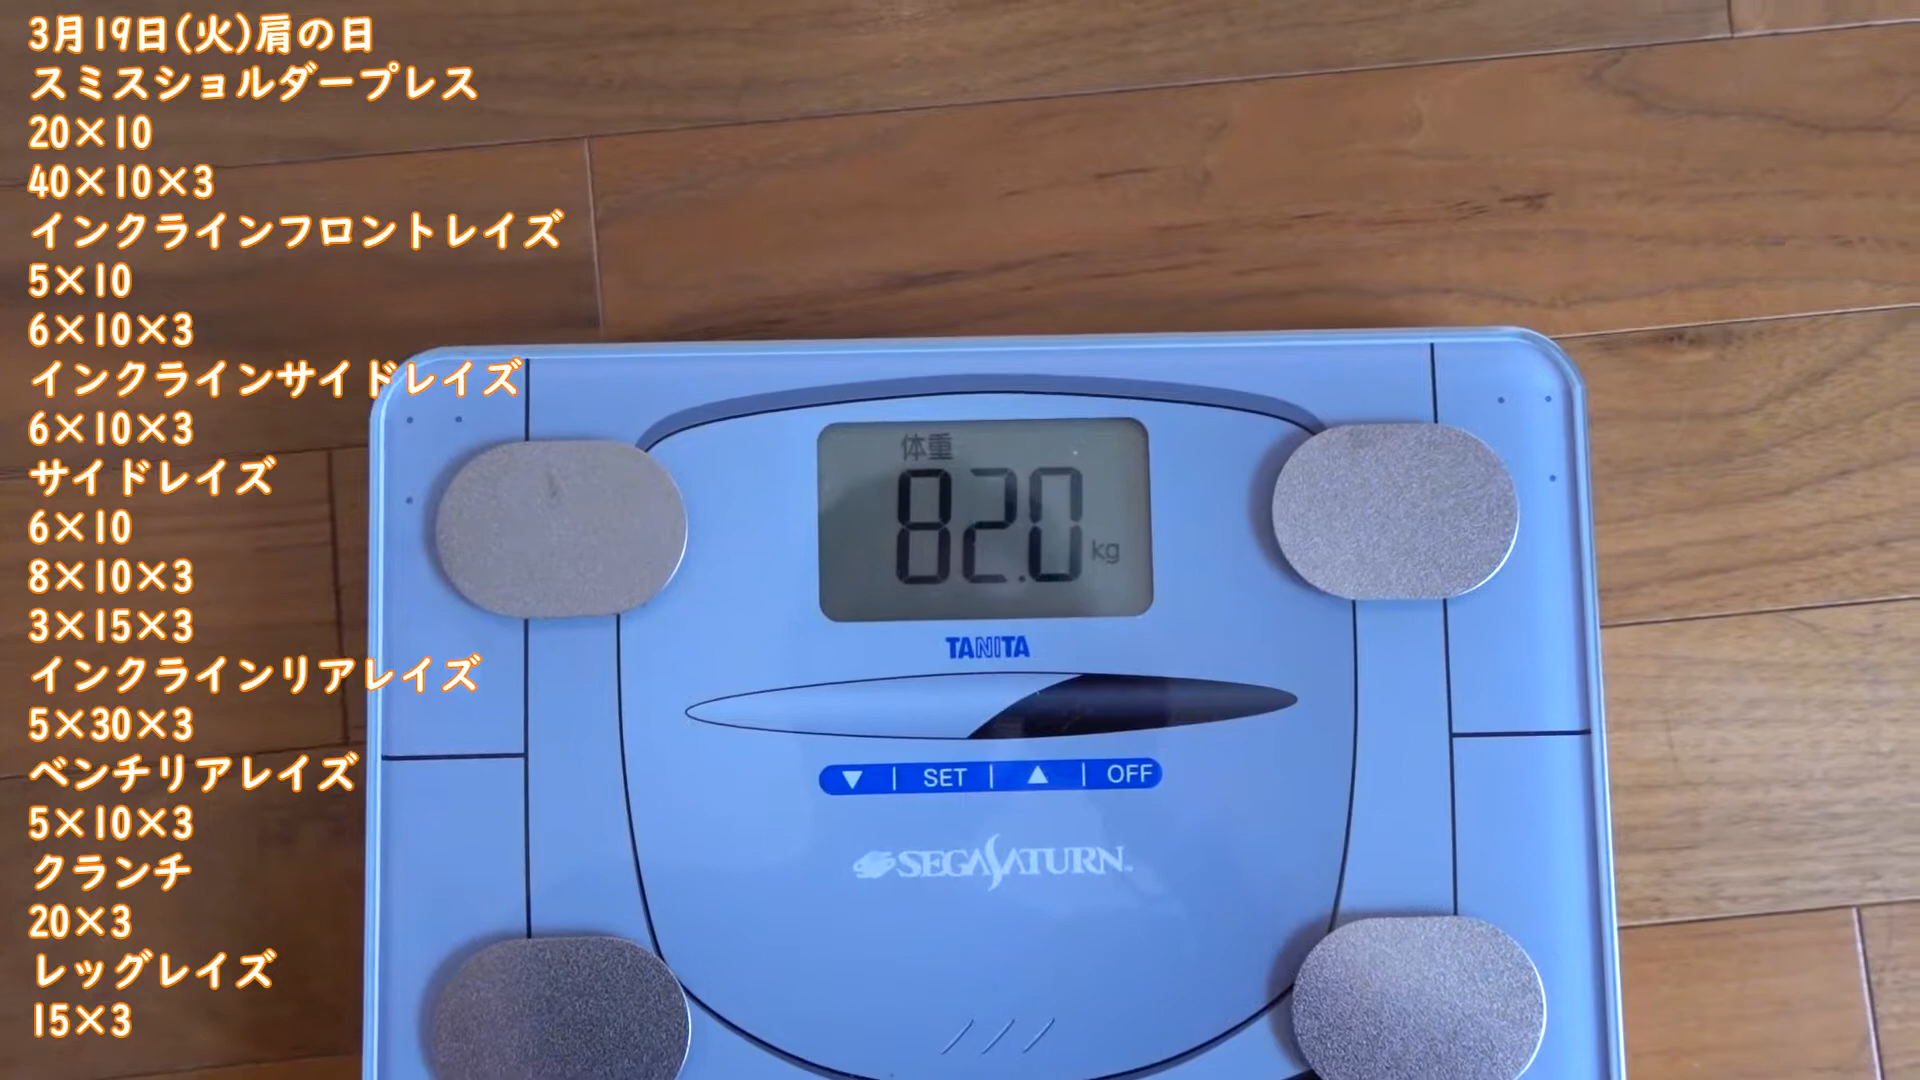 3月19日(火)肩の日
スミスショルダープレス
20×10
40×10×3
インクラインフロントレイズ
5×10
6×10×3
インクラインサイドレイズ
6×10×3
サイドレイズ
6×10
8×10×3
3×15×3
インクラインリアレイズ
5×30×3
ベンチリアレイズ
5×10×3
クランチ
20×3
レッグレイズ
15×3
体重
82.0 kg
TANITA
▼ | SET | ▲ | OFF
SEGA SATURN